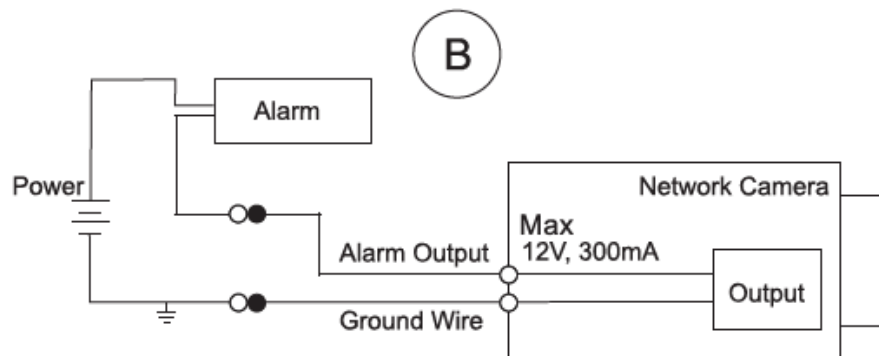 B
Alarm
Power
Network Camera
Max
12V, 300mA
Alarm Output
Output
Ground Wire